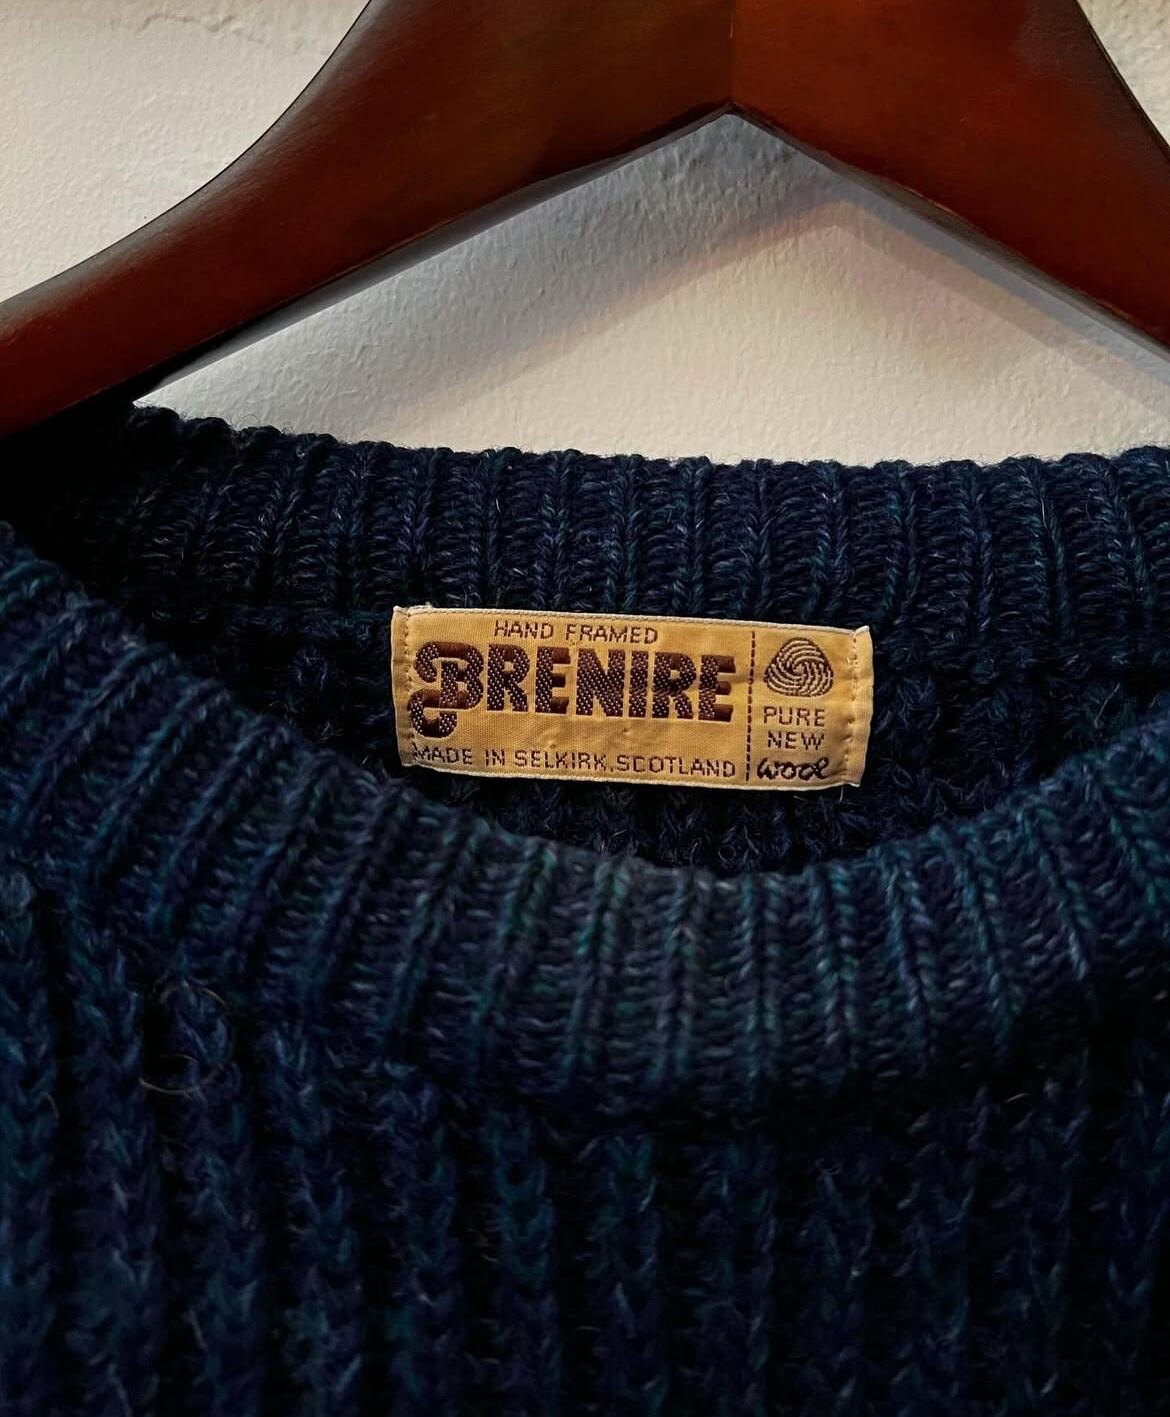 HAND FRAMED
BRENIRE
MADE IN SELKIRK. SCOTLAND
PURE
NEW
wool